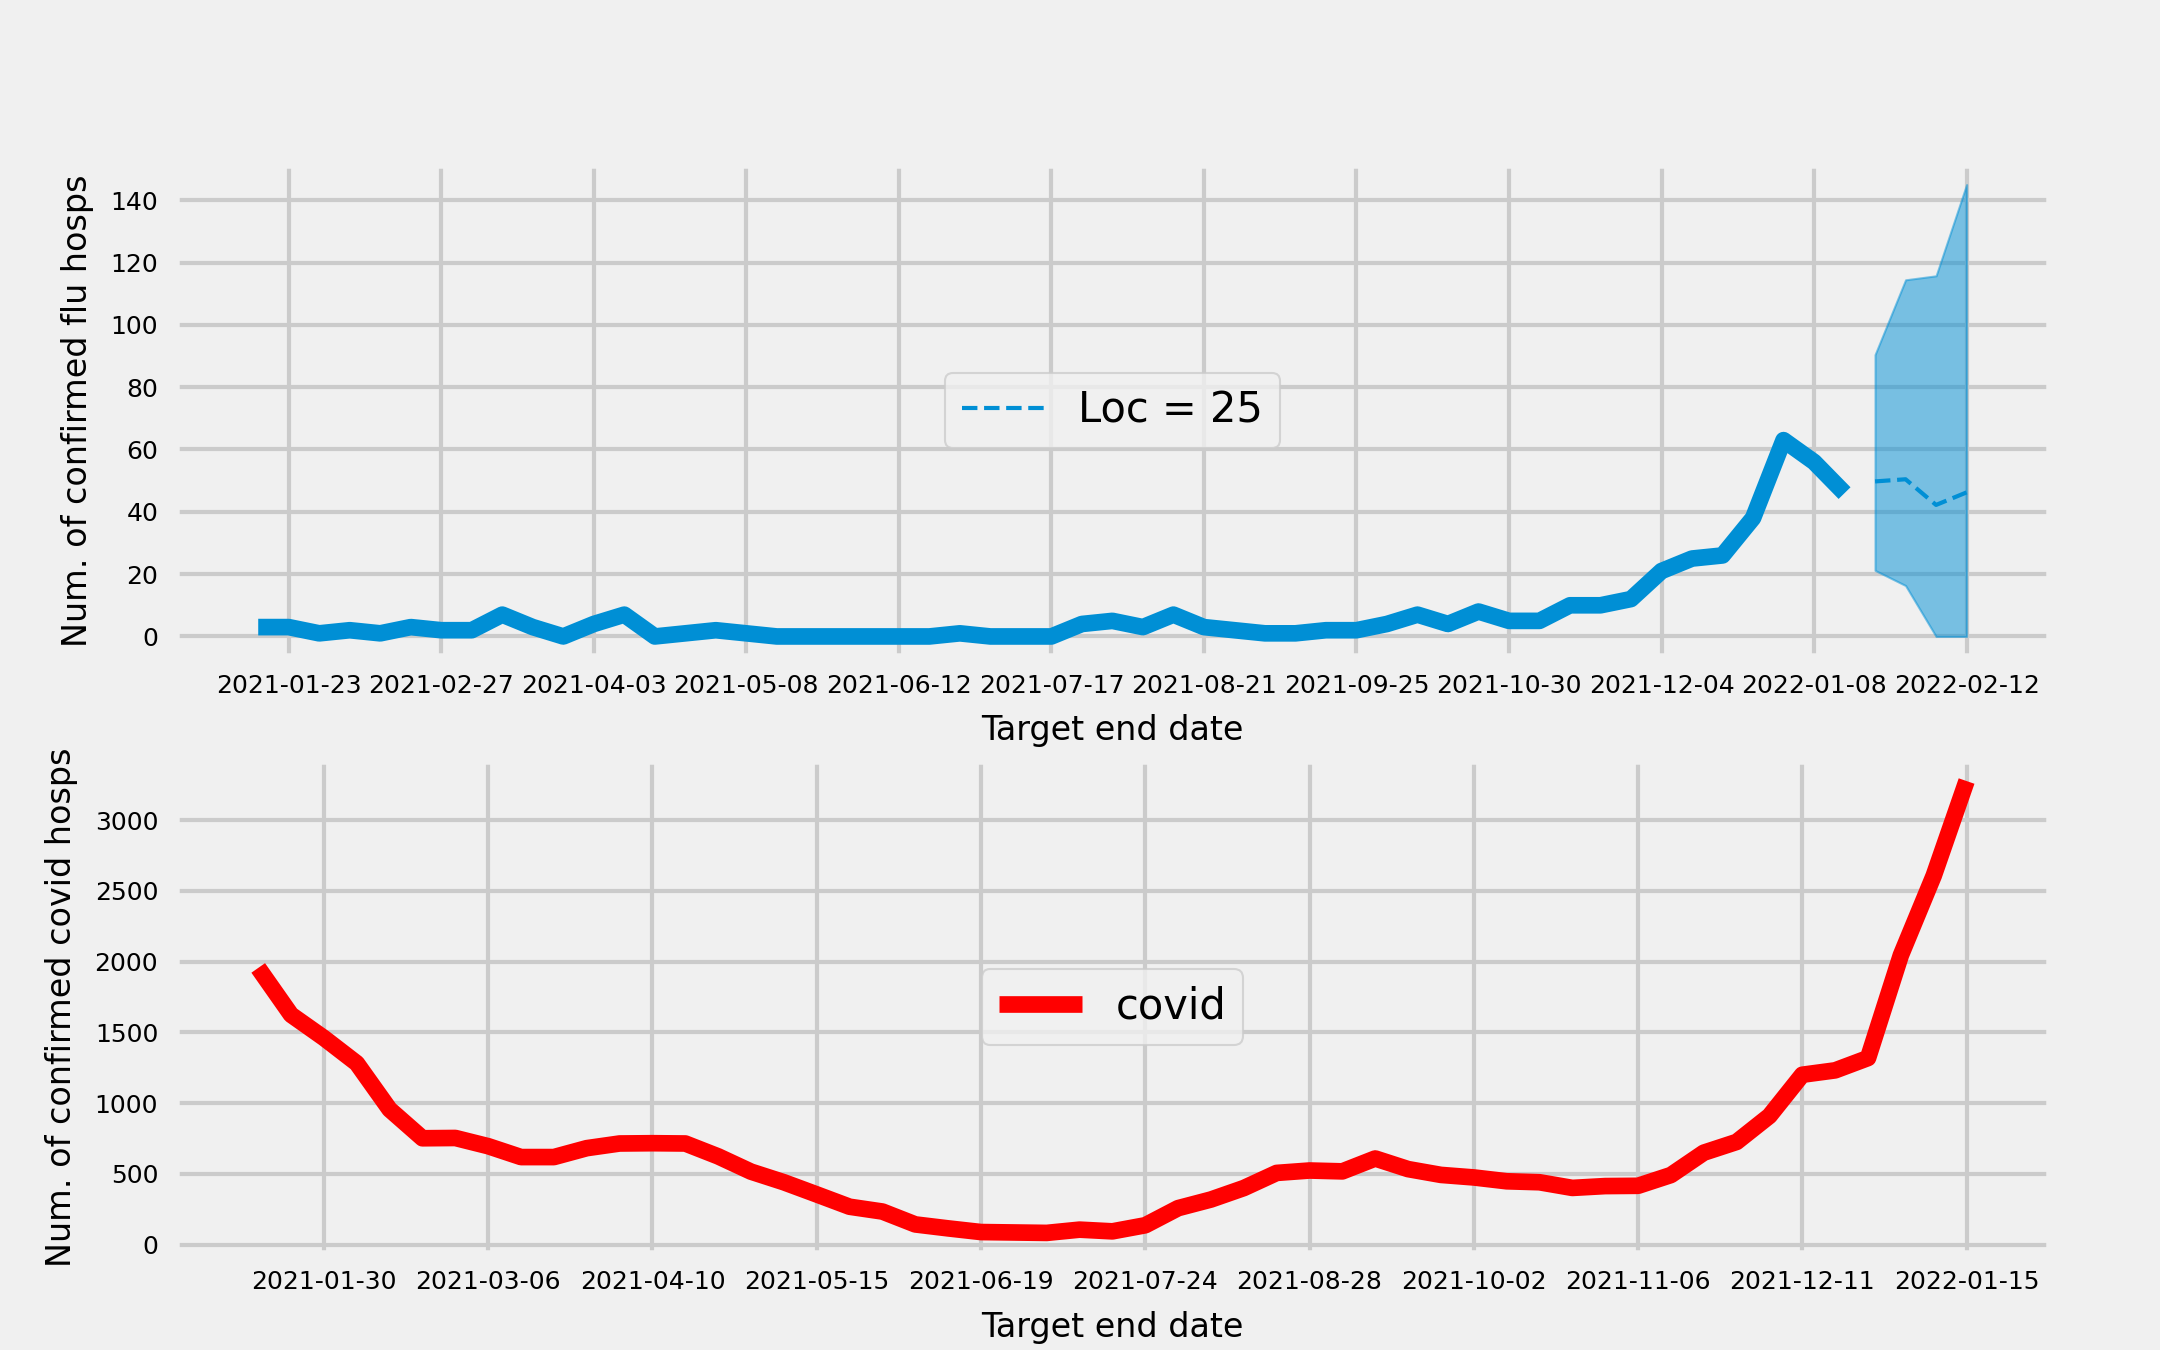 Num. of confirmed flu hosps
140
120
100
80
60
40
20
0
Loc = 25
2021-01-23 2021-02-27 2021-04-03 2021-05-08 2021-06-12 2021-07-17 2021-08-21 2021-09-25 2021-10-30 2021-12-04 2022-01-08 2022-02-12
Target end date
Num. of confirmed covid hosps
3000
2500
2000
1500
1000
500
0
covid
2021-01-30 2021-03-06 2021-04-10 2021-05-15 2021-06-19 2021-07-24 2021-08-28 2021-10-02 2021-11-06 2021-12-11 2022-01-15
Target end date